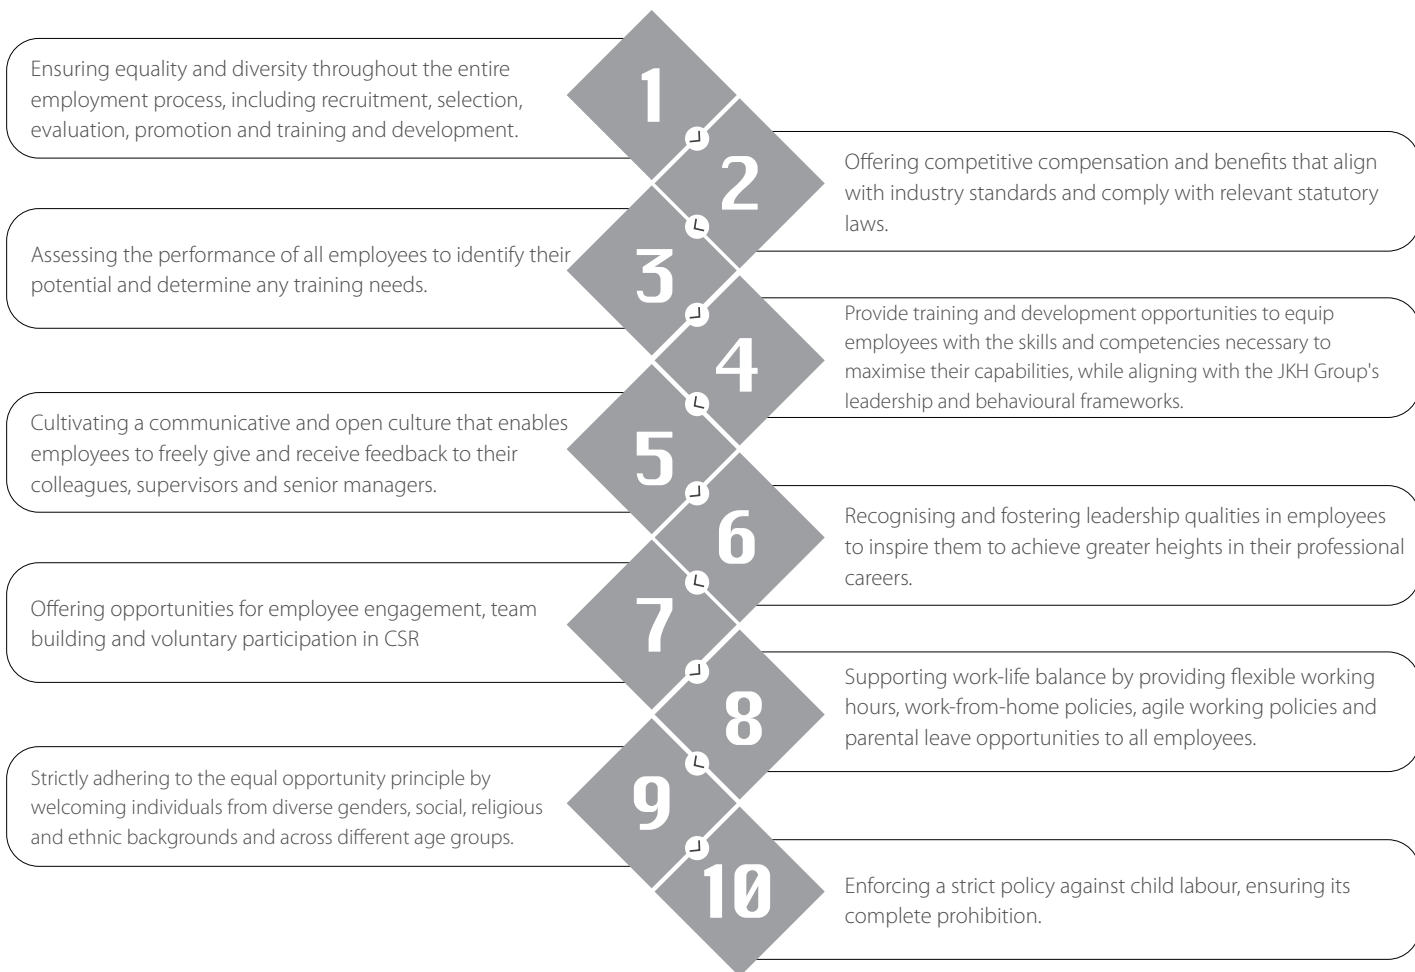 1
Ensuring equality and diversity throughout the entire
employment process, including recruitment, selection,
evaluation, promotion and training and development.
2
Offering competitive compensation and benefits that align
with industry standards and comply with relevant statutory
laws.
3
Assessing the performance of all employees to identify their
potential and determine any training needs.
4
Provide training and development opportunities to equip
employees with the skills and competencies necessary to
maximise their capabilities, while aligning with the JKH Group's
leadership and behavioural frameworks.
5
Cultivating a communicative and open culture that enables
employees to freely give and receive feedback to their
colleagues, supervisors and senior managers.
6
Recognising and fostering leadership qualities in employees
to inspire them to achieve greater heights in their professional
careers.
7
Offering opportunities for employee engagement, team
building and voluntary participation in CSR
8
Supporting work-life balance by providing flexible working
hours, work-from-home policies, agile working policies and
parental leave opportunities to all employees.
9
Strictly adhering to the equal opportunity principle by
welcoming individuals from diverse genders, social, religious
and ethnic backgrounds and across different age groups.
10
Enforcing a strict policy against child labour, ensuring its
complete prohibition.